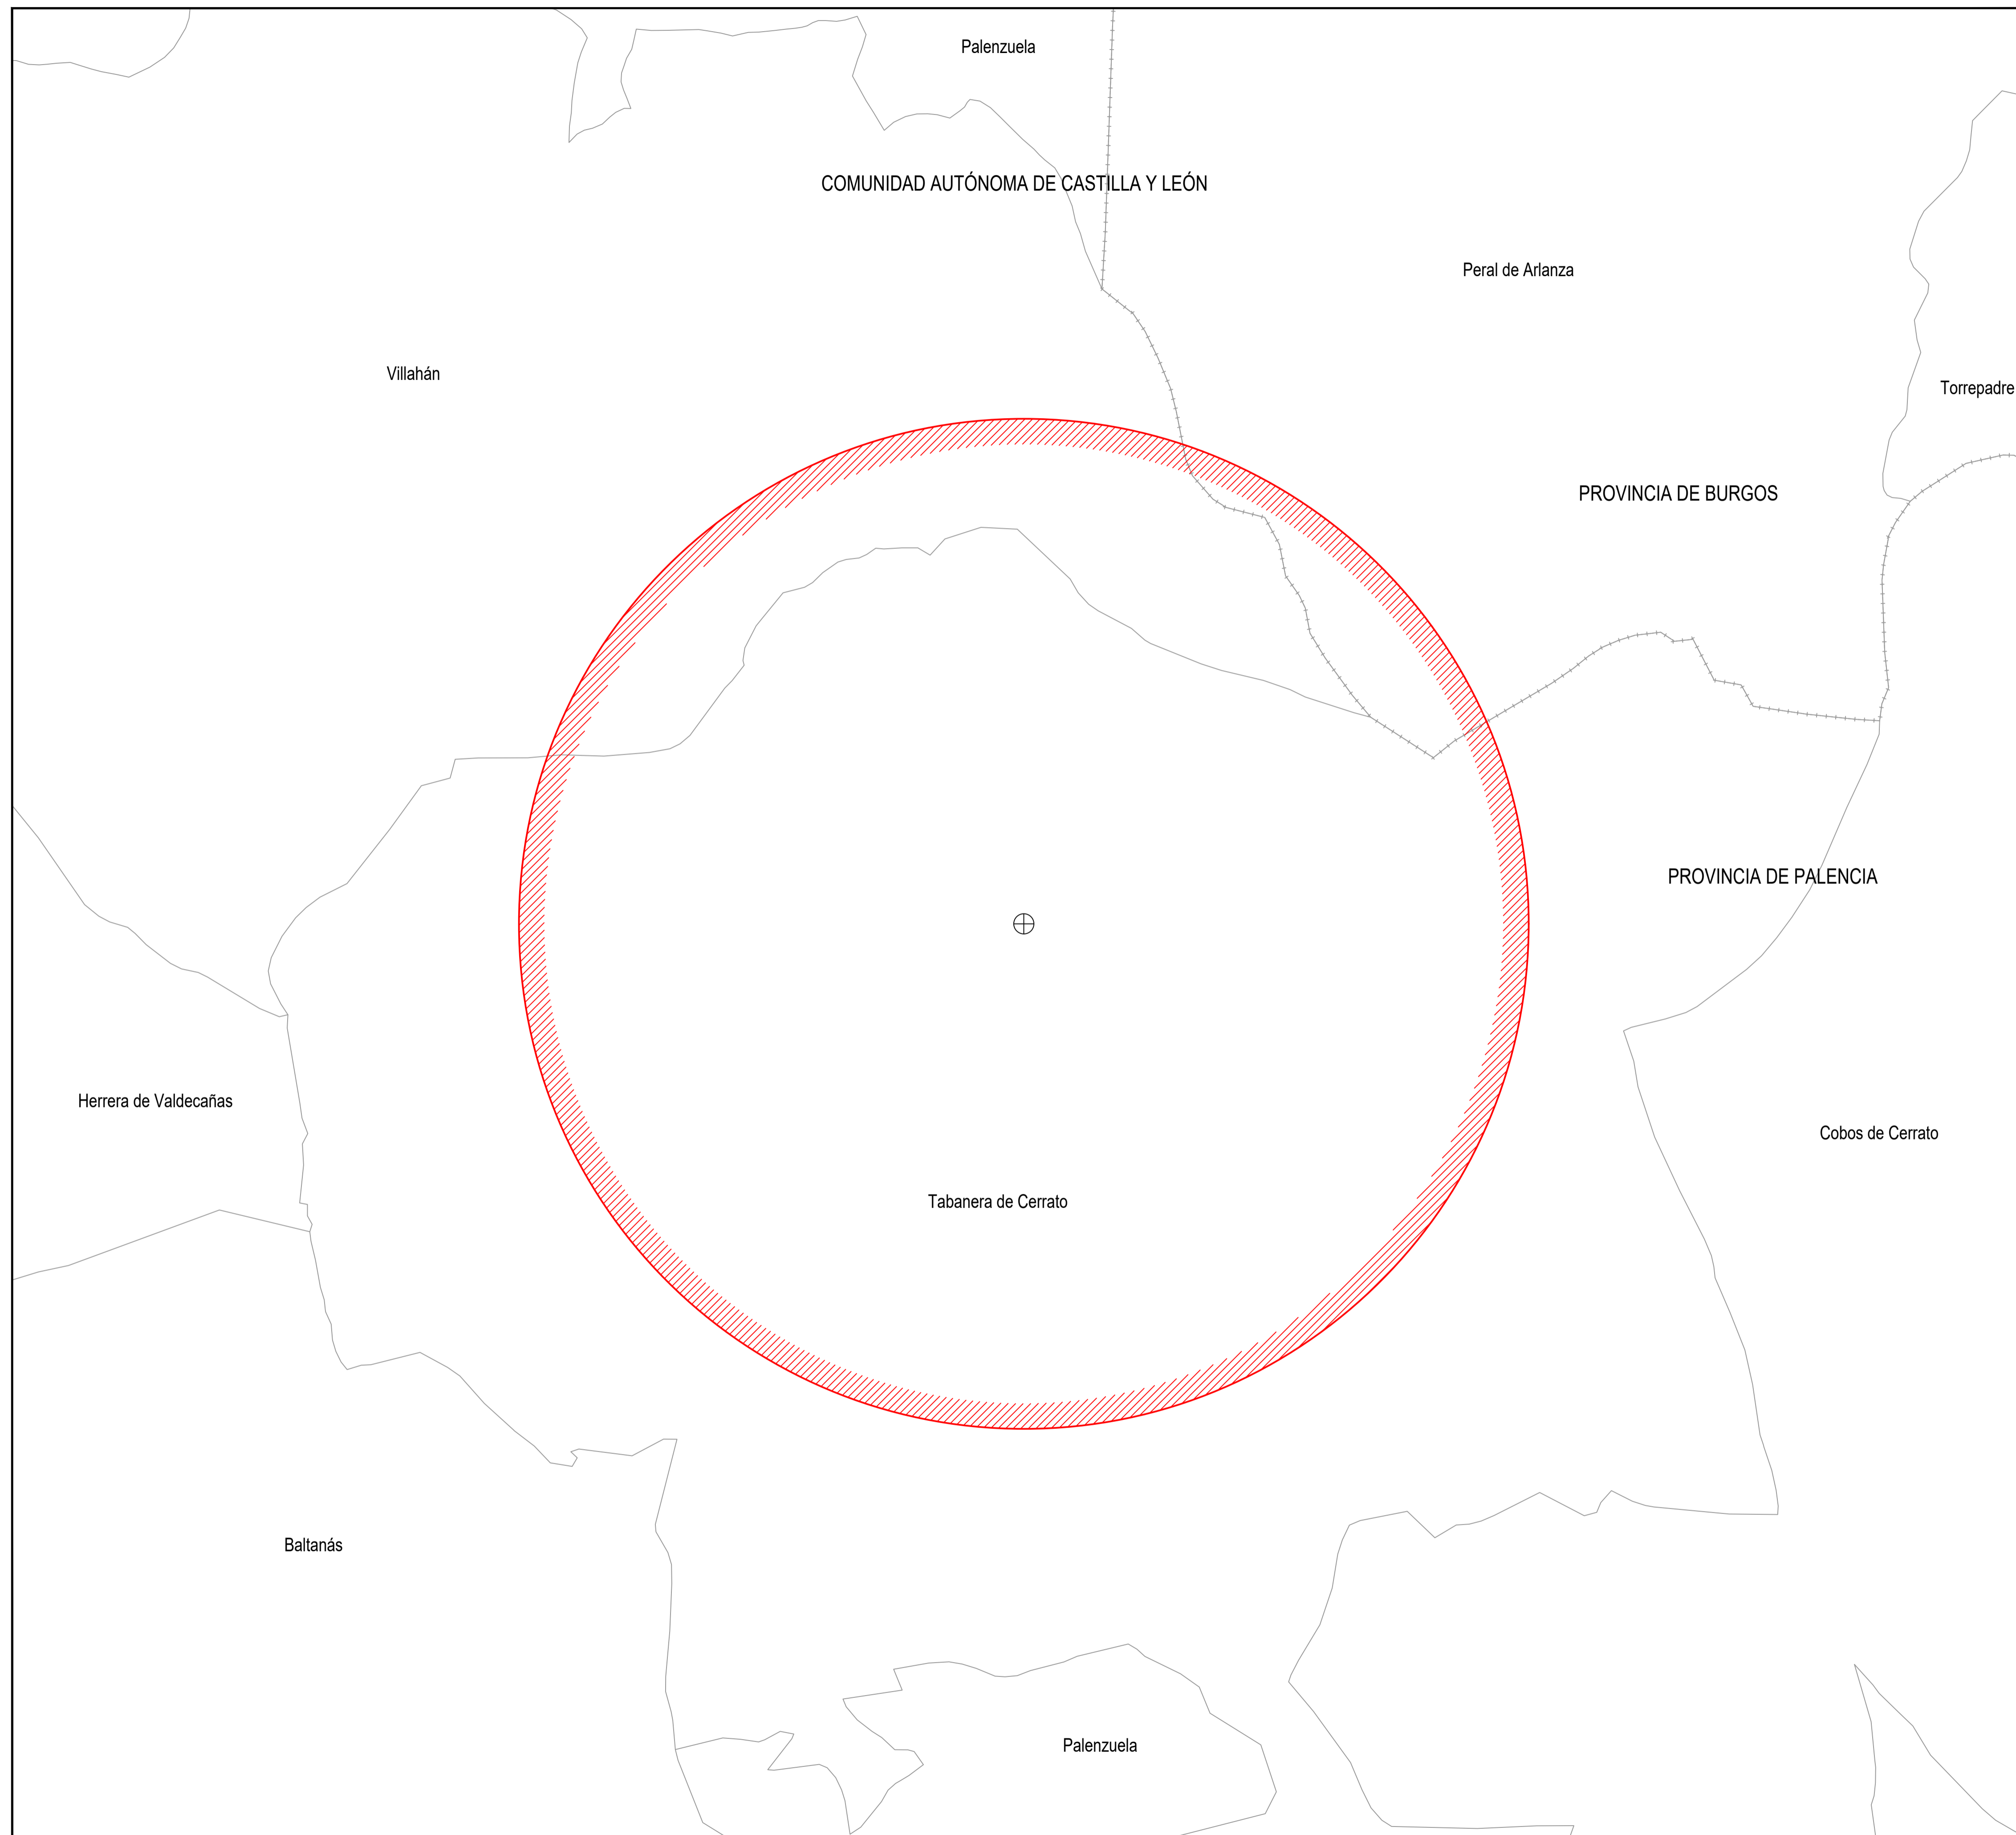 Palenzuela
COMUNIDAD AUTÓNOMA DE CASTILLA Y LEÓN
Peral de Arlanza
Villahán
Torrepadre
PROVINCIA DE BURGOS
PROVINCIA DE PALENCIA
Herrera de Valdecañas
Cobos de Cerrato
Tabanera de Cerrato
Baltanás
Palenzuela